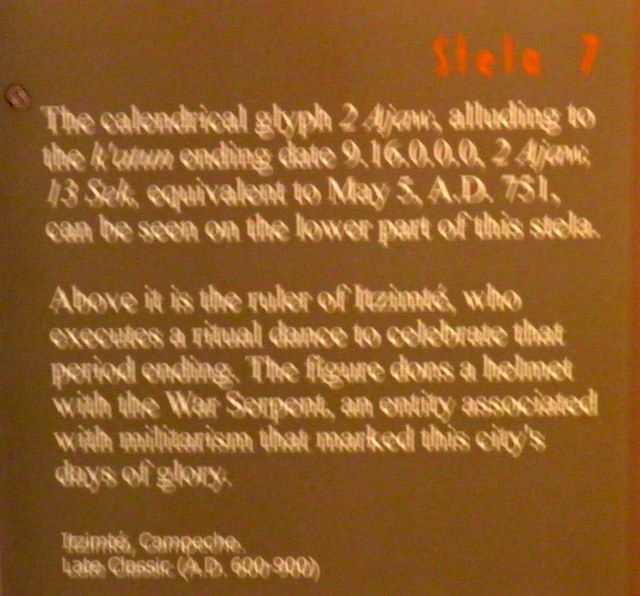 Stela 7
The calendrical glyph 2 Ajaw, alluding to
the k'atun ending date 9.16.0.0.0, 2 Ajaw,
13 Sek, equivalent to May 5, A.D. 751,
can be seen on the lower part of this stela.
Above it is the ruler of Itzimté, who
executes a ritual dance to celebrate that
period ending. The figure dons a helmet
with the War Serpent, an entity associated
with militarism that marked this city's
days of glory.
Itzimté, Campeche.
Late Classic (A.D. 600-900)